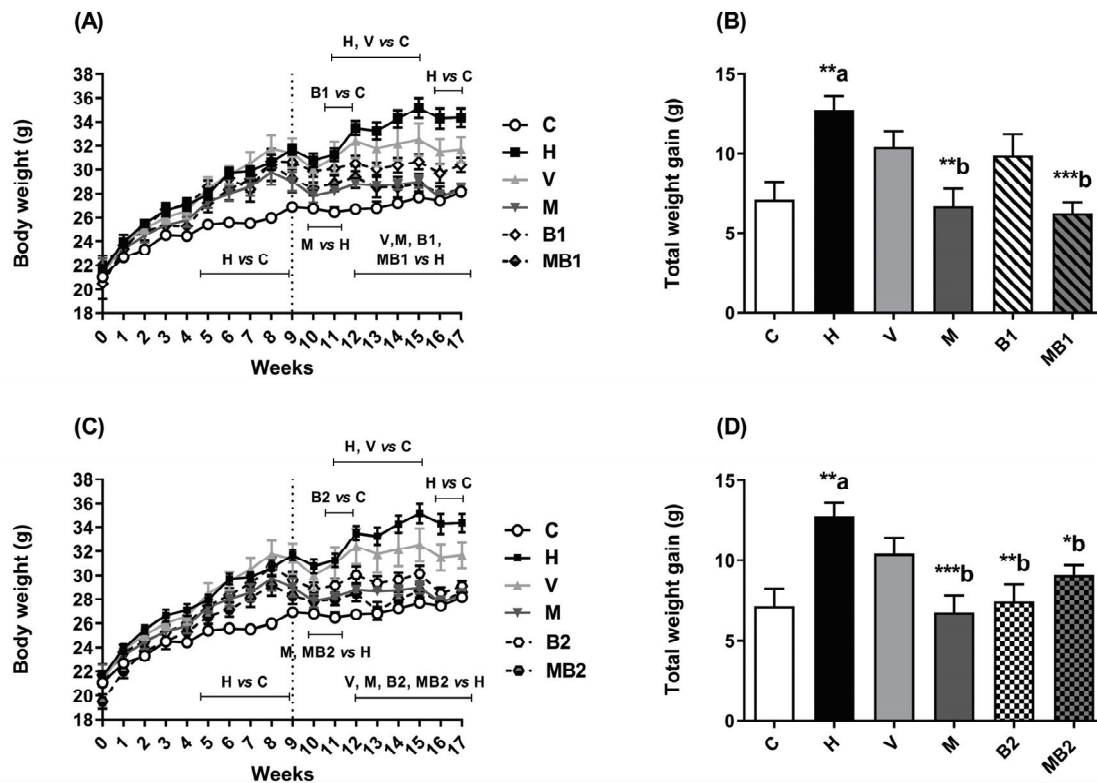 (A)
H, V vs C
B1 vs C
H vs C
Body weight (g)
38
36
34
32
30
28
26
24
22
20
18
H vs C
M vs H
V,M, B1,
MB1 vs H
0 1 2 3 4 5 6 7 8 9 10 11 12 13 14 15 16 17
Weeks
C
H
V
M
B1
MB1
(B)
Total weight gain (g)
15
10
5
0
**a
**b
***b
C H V M B1 MB1
(C)
H, V vs C
B2 vs C
H vs C
Body weight (g)
38
36
34
32
30
28
26
24
22
20
18
M, MB2 vs H
H vs C
V, M, B2, MB2 vs H
0 1 2 3 4 5 6 7 8 9 10 11 12 13 14 15 16 17
Weeks
C
H
V
M
B2
MB2
(D)
Total weight gain (g)
15
10
5
0
**a
***b
**b
*b
C H V M B2 MB2